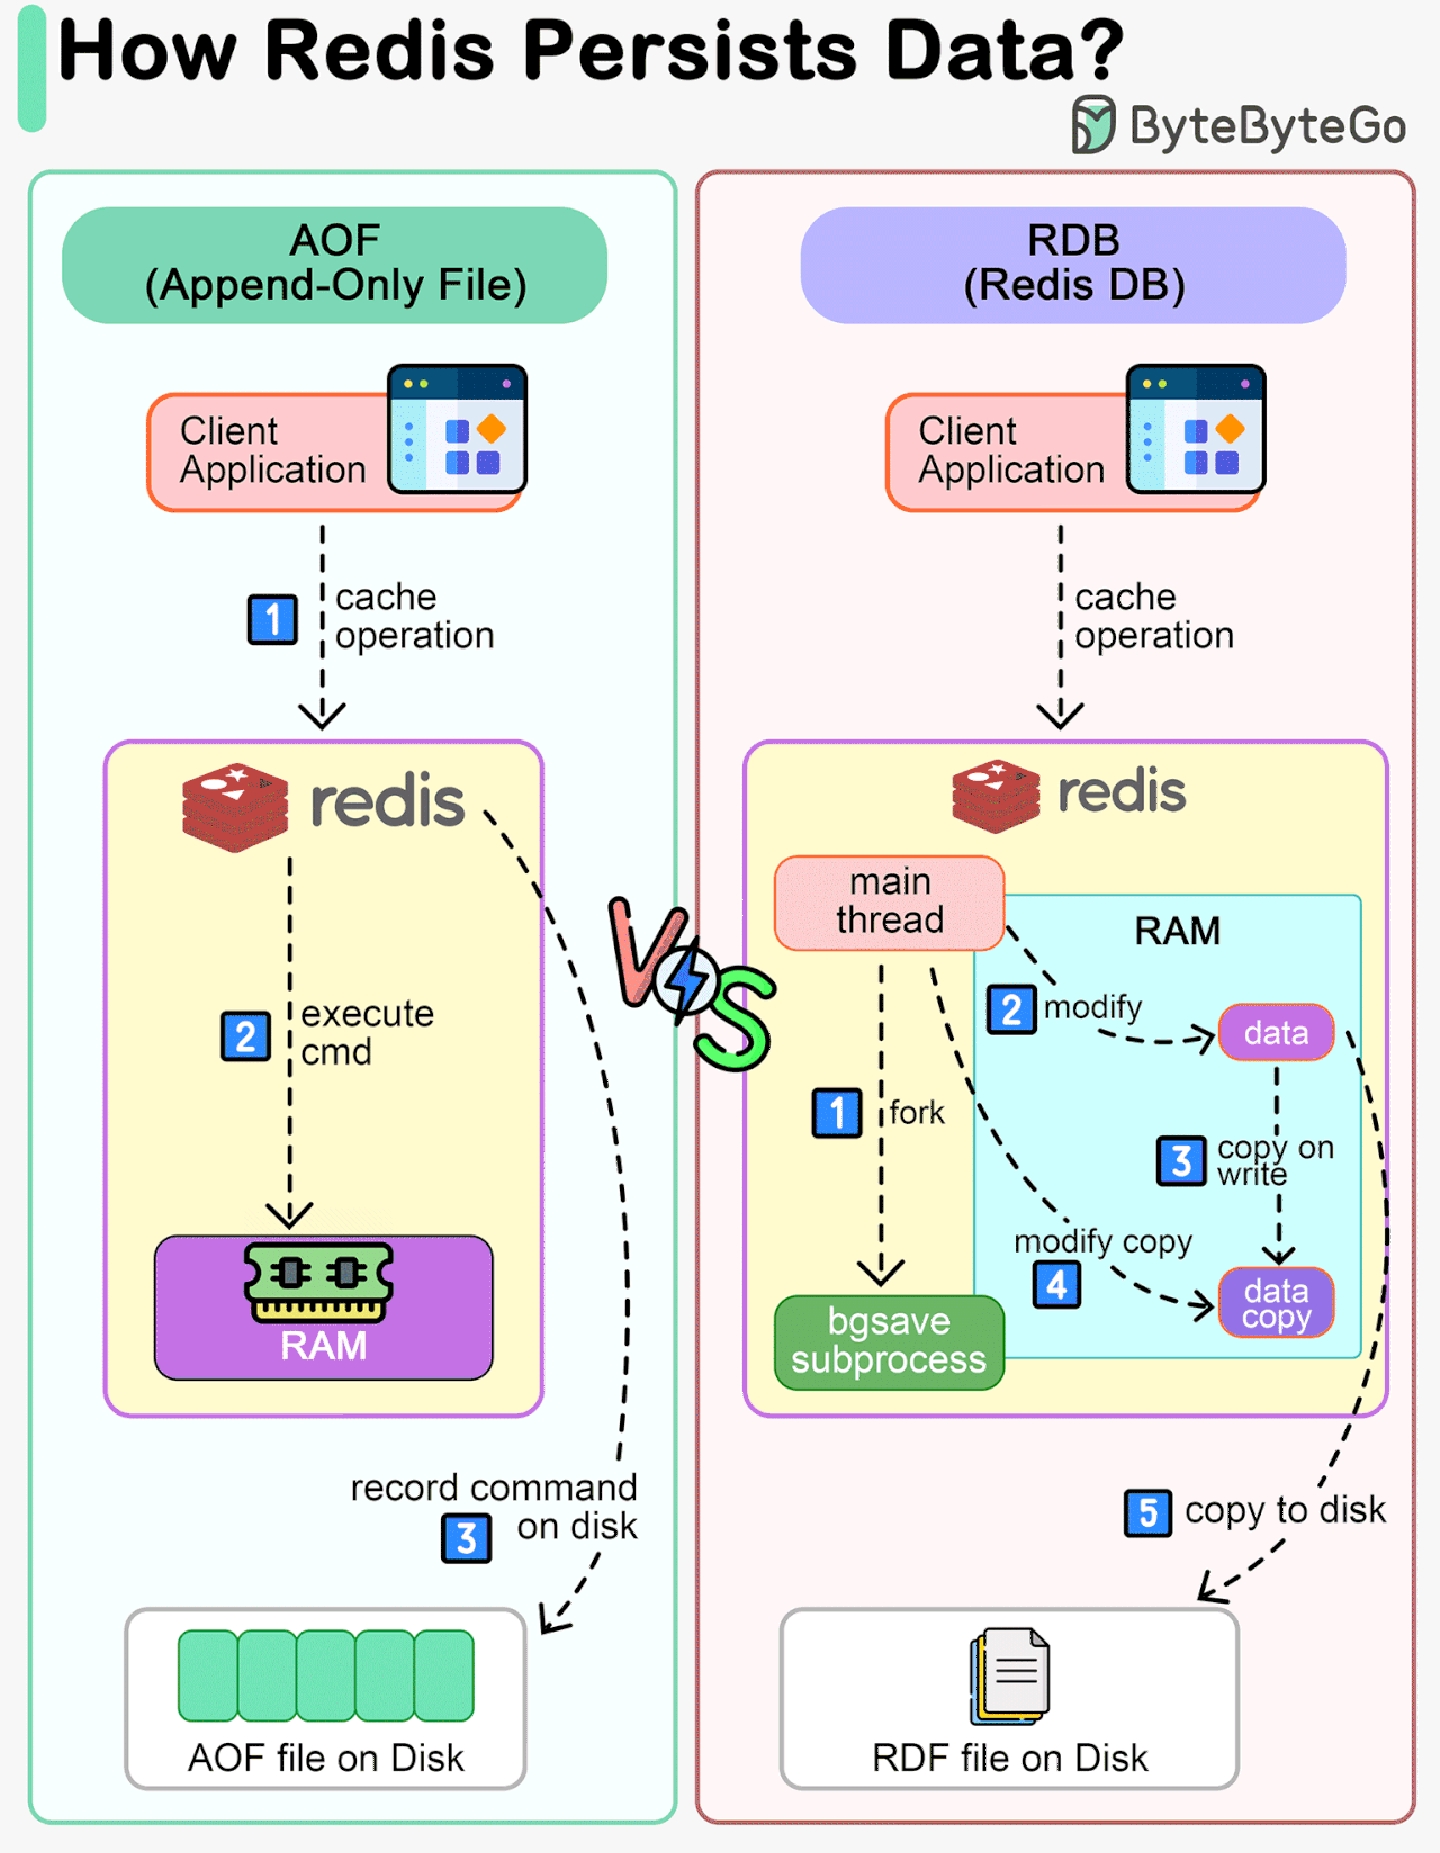 How Redis Persists Data?
ByteByteGo
AOF
(Append-Only File)
Client
Application
1
cache
operation
redis
2
execute
cmd
RAM
record command
on disk
3
AOF file on Disk
VS
RDB
(Redis DB)
Client
Application
cache
operation
redis
main
thread
RAM
2
modify
data
1
fork
3
copy on
write
modify copy
4
data
copy
bgsave
subprocess
5
copy to disk
RDF file on Disk